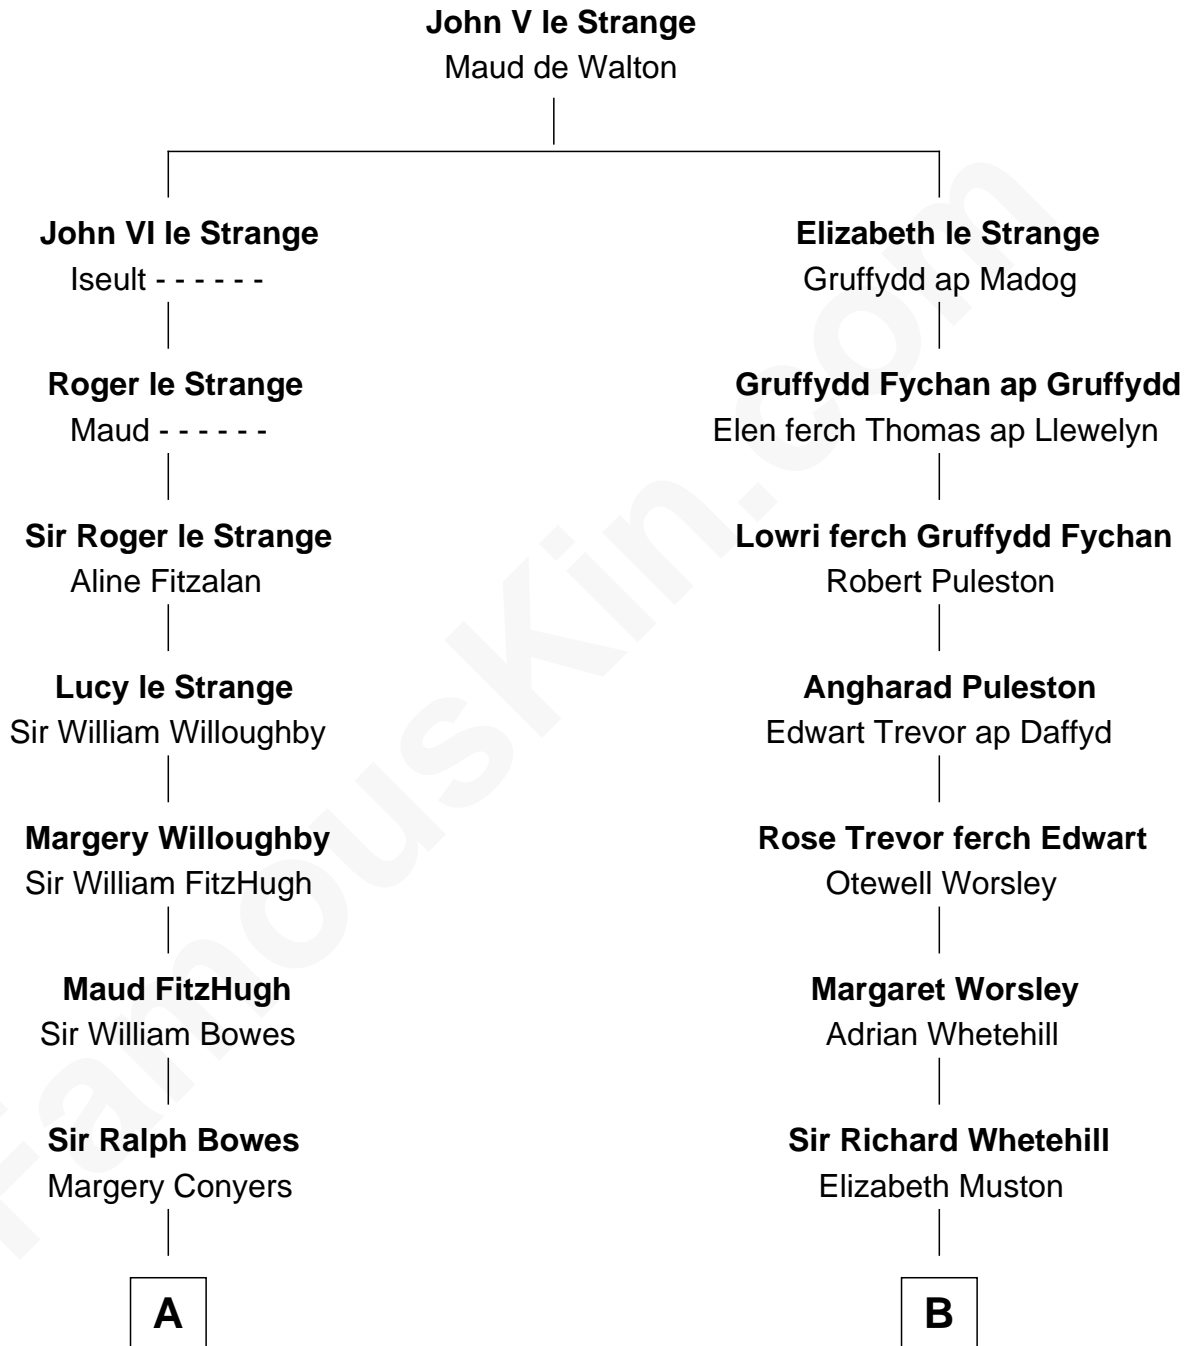 John V le Strange
Maud de Walton
John VI le Strange
Iseult - - - - - -
Roger le Strange
Maud - - - - - -
Sir Roger le Strange
Aline Fitzalan
Lucy le Strange
Sir William Willoughby
Margery Willoughby
Sir William FitzHugh
Maud FitzHugh
Sir William Bowes
Sir Ralph Bowes
Margery Conyers
A
Elizabeth le Strange
Gruffydd ap Madog
Gruffydd Fychan ap Gruffydd
Elen ferch Thomas ap Llewelyn
Lowri ferch Gruffydd Fychan
Robert Puleston
Angharad Puleston
Edwart Trevor ap Daffyd
Rose Trevor ferch Edwart
Otewell Worsley
Margaret Worsley
Adrian Whetehill
Sir Richard Whetehill
Elizabeth Muston
B
FamousKin.com